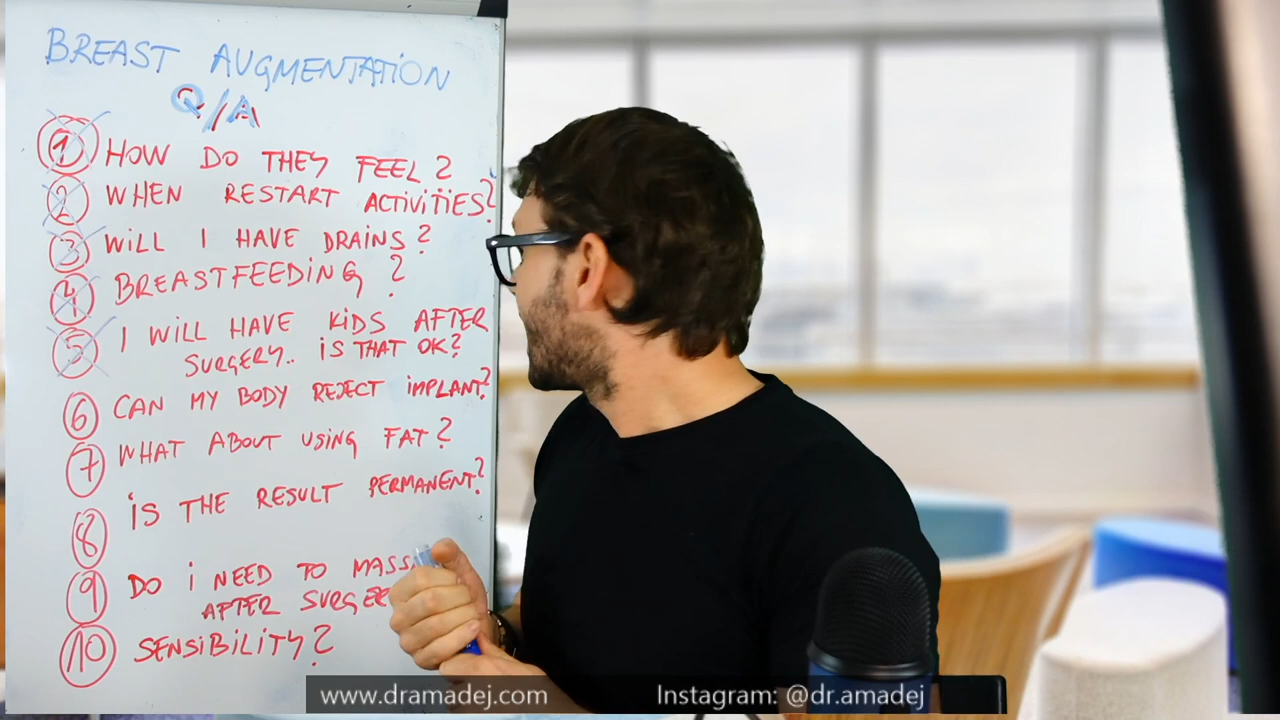 BREAST AUGMENTATION
Q/A
1 HOW DO THEY FEEL?
2 WHEN RESTART ACTIVITIES?
3 WILL I HAVE DRAINS?
4 BREASTFEEDING?
5 I WILL HAVE KIDS AFTER
SURGERY.. IS THAT OK?
6 CAN MY BODY REJECT IMPLANT?
7 WHAT ABOUT USING FAT?
8 IS THE RESULT PERMANENT?
9 DO I NEED TO MASS
AFTER SURGE
10 SENSIBILITY?
www.dramadej.com Instagram: @dr.amadej